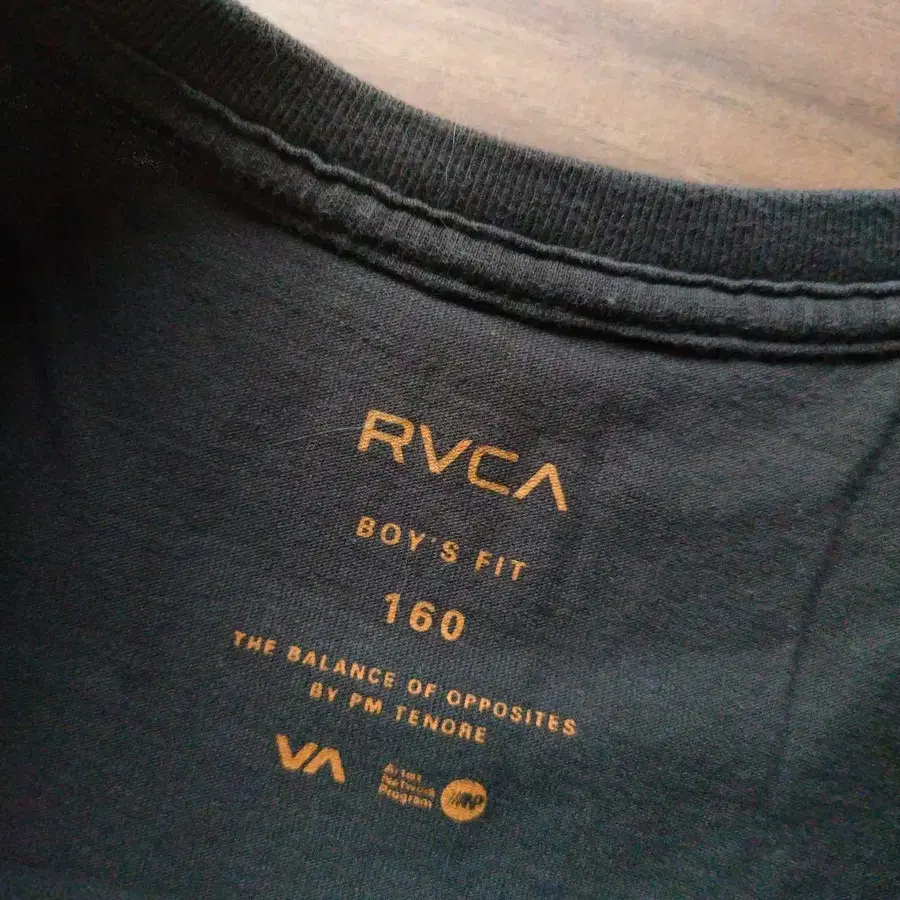 RVCA
BOY'S FIT
160
THE BALANCE OF OPPOSITES
BY PM TENORE
VA
Artist
Network
Program
ANP